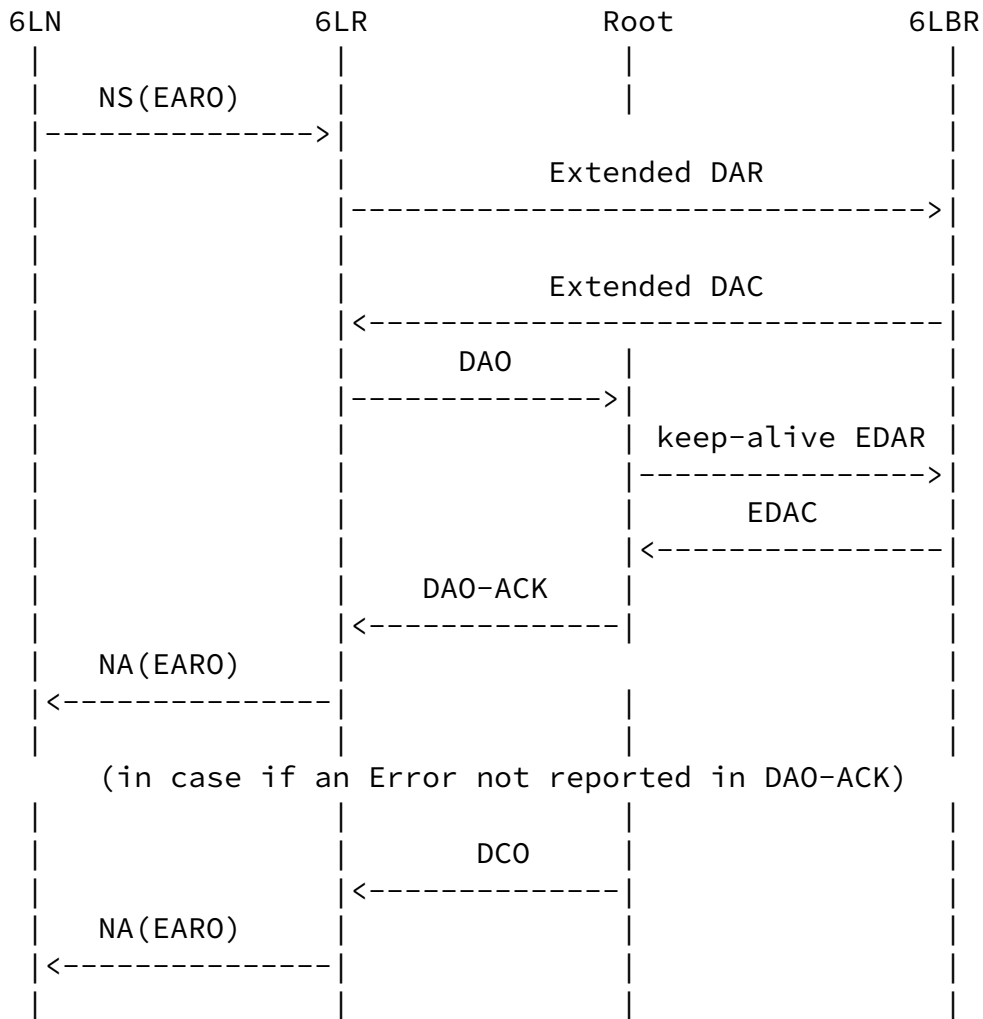 6LN 6LR Root 6LBR
NS(EARO)
Extended DAR
Extended DAC
DAO
keep-alive EDAR
EDAC
DAO-ACK
NA(EARO)
(in case if an Error not reported in DAO-ACK)
DCO
NA(EARO)